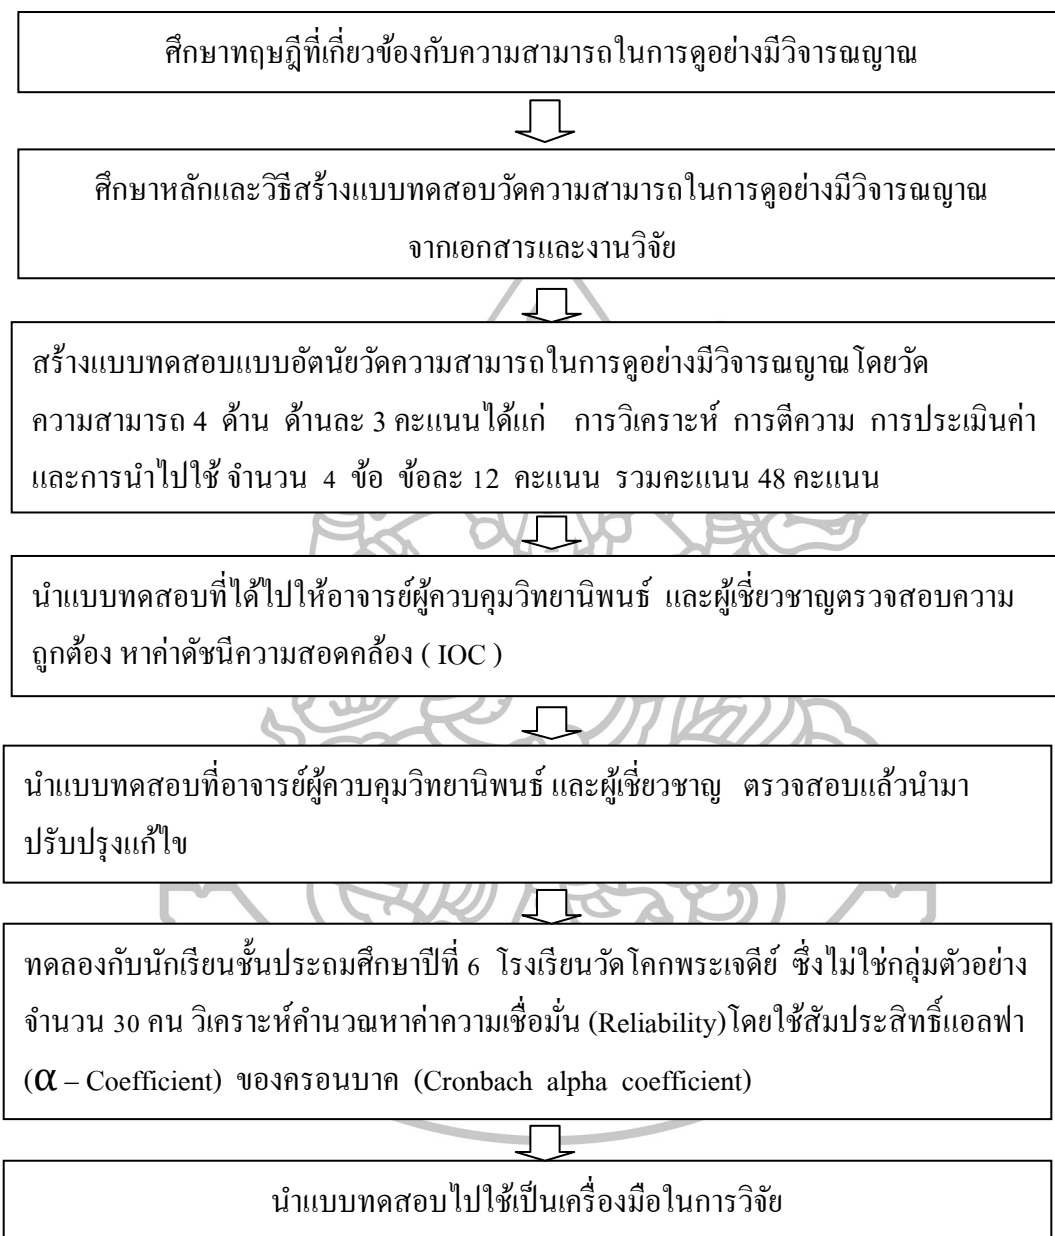 ศึกษาทฤษฎีที่เกี่ยวข้องกับความสามารถในการดูอย่างมีวิจารณญาณ
ศึกษาหลักและวิธีสร้างแบบทดสอบวัดความสามารถในการดูอย่างมีวิจารณญาณ
จากเอกสารและงานวิจัย
สร้างแบบทดสอบแบบอัตนัยวัดความสามารถในการดูอย่างมีวิจารณญาณโดยวัด
ความสามารถ 4 ด้าน ด้านละ 3 คะแนนได้แก่ การวิเคราะห์ การตีความ การประเมินค่า
และการนำไปใช้ จำนวน 4 ข้อ ข้อละ 12 คะแนน รวมคะแนน 48 คะแนน
นำแบบทดสอบที่ได้ไปให้อาจารย์ผู้ควบคุมวิทยานิพนธ์ และผู้เชี่ยวชาญตรวจสอบความ
ถูกต้อง หาค่าดัชนีความสอดคล้อง ( IOC )
นำแบบทดสอบที่อาจารย์ผู้ควบคุมวิทยานิพนธ์ และผู้เชี่ยวชาญ ตรวจสอบแล้วนำมา
ปรับปรุงแก้ไข
ทดลองกับนักเรียนชั้นประถมศึกษาปีที่ 6 โรงเรียนวัดโคกพระเจดีย์ ซึ่งไม่ใช่กลุ่มตัวอย่าง
จำนวน 30 คน วิเคราะห์คำนวณหาค่าความเชื่อมั่น (Reliability)โดยใช้สัมประสิทธิ์แอลฟา
(α – Coefficient) ของครอนบาค (Cronbach alpha coefficient)
นำแบบทดสอบไปใช้เป็นเครื่องมือในการวิจัย